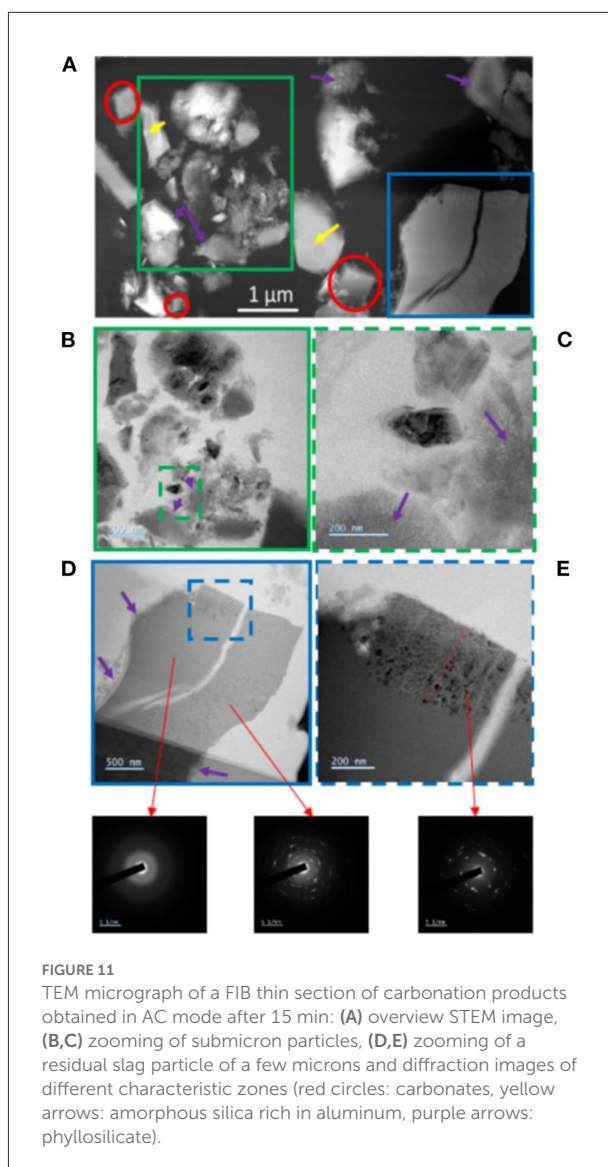 A
1 µm
B
C
200 nm
D
E
500 nm
200 nm
FIGURE 11
TEM micrograph of a FIB thin section of carbonation products
obtained in AC mode after 15 min: (A) overview STEM image,
(B,C) zooming of submicron particles, (D,E) zooming of a
residual slag particle of a few microns and diffraction images of
different characteristic zones (red circles: carbonates, yellow
arrows: amorphous silica rich in aluminum, purple arrows:
phyllosilicate).